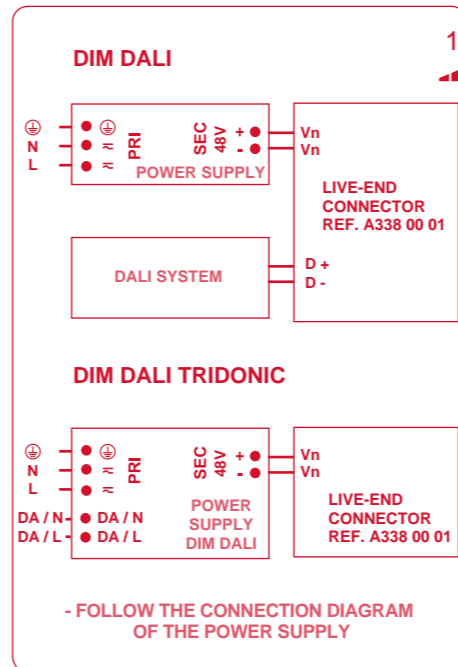 1
DIM DALI
N
L
PRI
SEC
48V
+
-
POWER SUPPLY
Vn
Vn
LIVE-END
CONNECTOR
REF. A338 00 01
DALI SYSTEM
D +
D -
DIM DALI TRIDONIC
N
L
DA / N
DA / L
DA / N
DA / L
PRI
SEC
48V
+
-
POWER
SUPPLY
DIM DALI
Vn
Vn
LIVE-END
CONNECTOR
REF. A338 00 01
- FOLLOW THE CONNECTION DIAGRAM
OF THE POWER SUPPLY